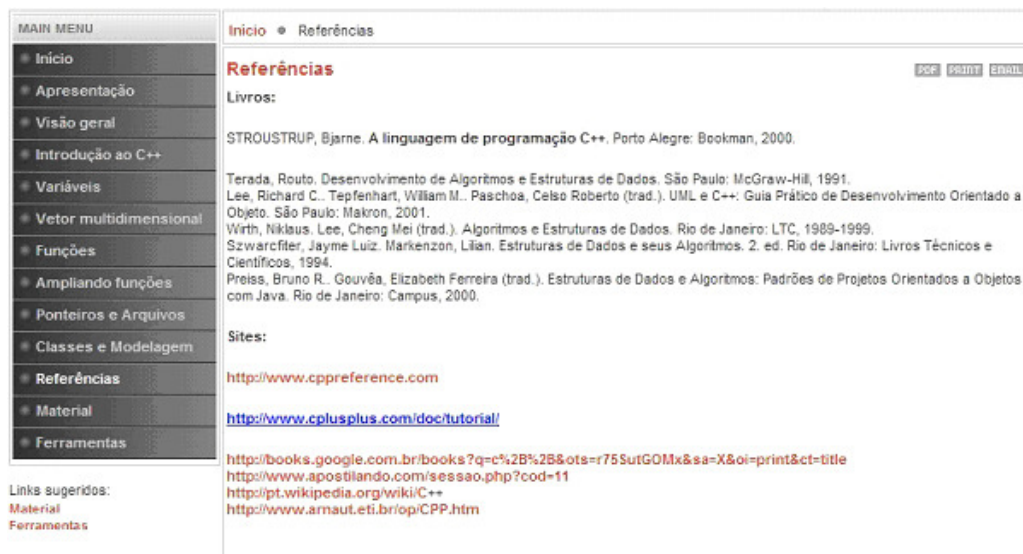 MAIN MENU
Início
Apresentação
Visão geral
Introdução ao C++
Variáveis
Vetor multidimensional
Funções
Ampliando funções
Ponteiros e Arquivos
Classes e Modelagem
Referências
Material
Ferramentas
Links sugeridos:
Material
Ferramentas
Início Referências
Referências
PDF PRINT EMAIL
Livros:
STROUSTRUP, Bjarne. A linguagem de programação C++. Porto Alegre: Bookman, 2000.
Terada, Routo. Desenvolvimento de Algoritmos e Estruturas de Dados. São Paulo: McGraw-Hill, 1991.
Lee, Richard C.. Tepfenhart, William M.. Paschoa, Celso Roberto (trad.). UML e C++: Guia Prático de Desenvolvimento Orientado a
Objeto. São Paulo: Makron, 2001.
Wirth, Niklaus. Lee, Cheng Mei (trad.). Algoritmos e Estruturas de Dados. Rio de Janeiro: LTC, 1989-1999.
Szwarcfiter, Jayme Luiz. Markenzon, Lilian. Estruturas de Dados e seus Algoritmos. 2. ed. Rio de Janeiro: Livros Técnicos e
Científicos, 1994.
Preiss, Bruno R.. Gouvêa, Elizabeth Ferreira (trad.). Estruturas de Dados e Algoritmos: Padrões de Projetos Orientados a Objetos
com Java. Rio de Janeiro: Campus, 2000.
Sites:
http://www.cppreference.com
http://www.cplusplus.com/doc/tutorial/
http://books.google.com.br/books?q=c%2B%2B&ots=r75SutGOMx&sa=X&oi=print&ct=title
http://www.apostilando.com/sessao.php?cod=11
http://pt.wikipedia.org/wiki/C++
http://www.arnaut.eti.br/op/CPP.htm